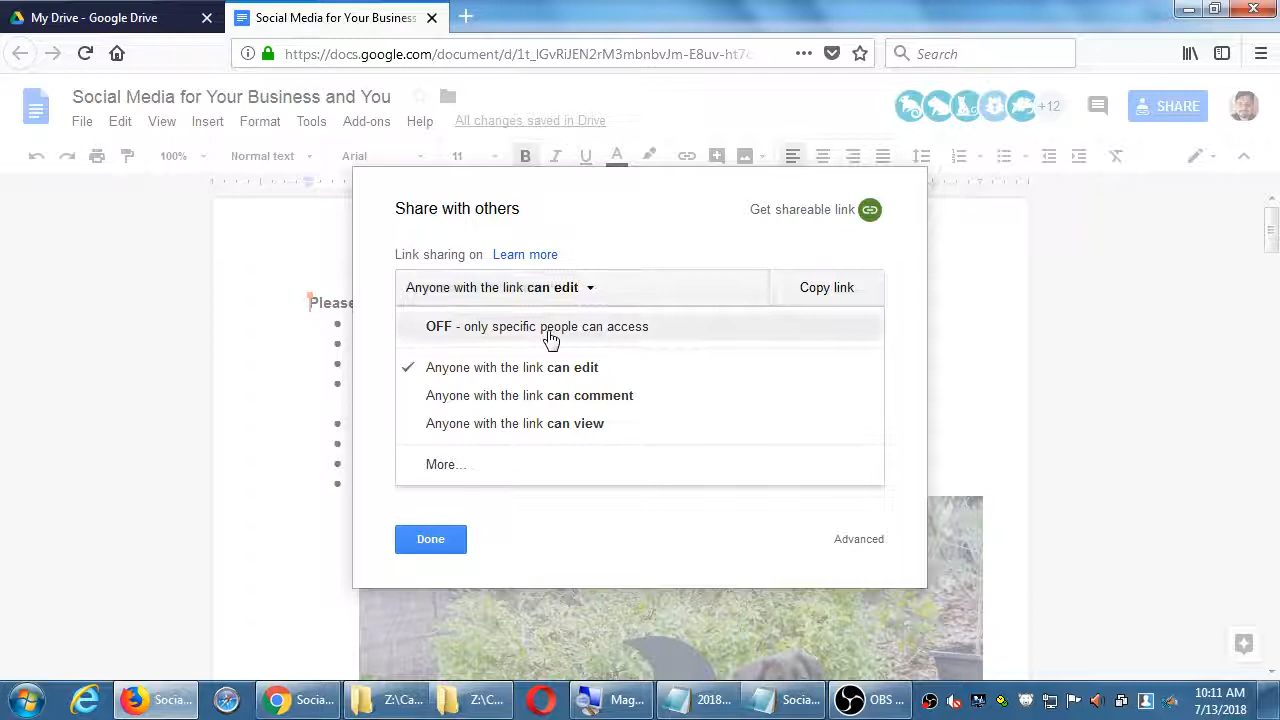 My Drive - Google Drive
Social Media for Your Business
https://docs.google.com/document/d/1t_lGvRiJEN2rM3mbnbvJm-E8uv-ht7c
Search
Social Media for Your Business and You
+12
SHARE
File Edit View Insert Format Tools Add-ons Help All changes saved in Drive
100% Normal text Arial 11 B I U A
Share with others
Get shareable link
Link sharing on Learn more
Anyone with the link can edit
Copy link
Please
OFF - only specific people can access
Anyone with the link can edit
Anyone with the link can comment
Anyone with the link can view
More...
Done
Advanced
Socia...
Socia...
Z:\Ca...
Z:\C...
Mag...
2018...
Socia...
OBS ...
10:11 AM
7/13/2018